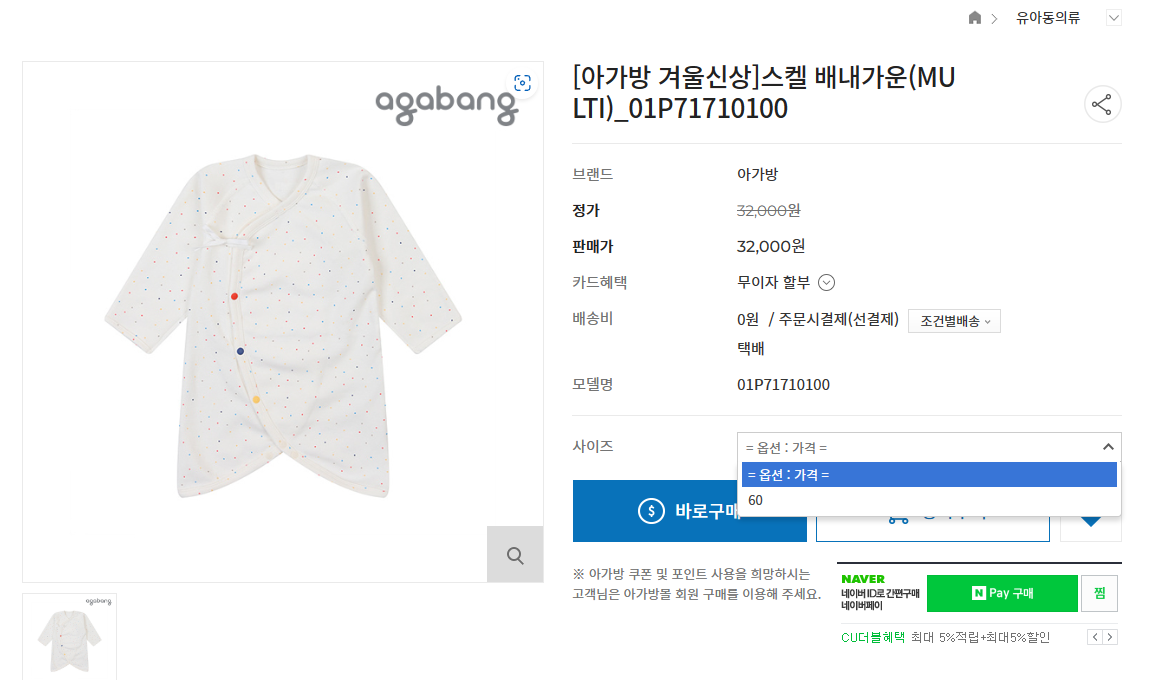 유아동의류
agabang
[아가방 겨울신상]스켈 배내가운(MU
LTI)_01P71710100
브랜드 아가방
정가 32,000원
판매가 32,000원
카드혜택 무이자 할부
배송비 0원 / 주문시결제(선결제) 조건별배송
택배
모델명 01P71710100
사이즈 = 옵션 : 가격 =
= 옵션 : 가격 =
60
$ 바로구매
※ 아가방 쿠폰 및 포인트 사용을 희망하시는
고객님은 아가방몰 회원 구매를 이용해 주세요.
NAVER
네이버 ID로 간편구매
네이버페이
N Pay 구매
찜
CU더블혜택 최대 5%적립+최대5%할인
agabang